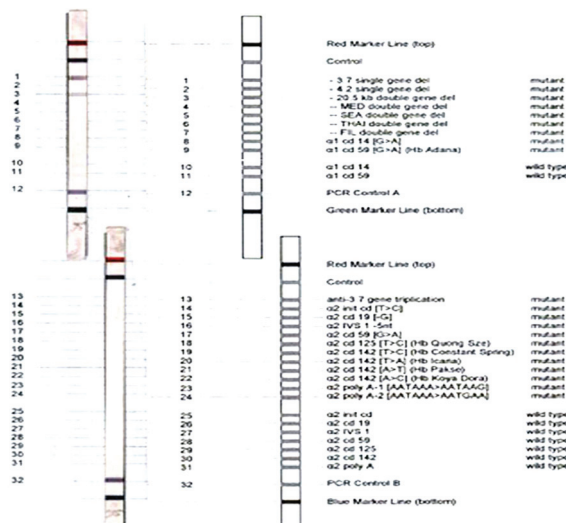 Red Marker Line (top)
Control
1 1 - 3.7 single gene del mutant
2 2 - 4.2 single gene del mutant
3 3 - 20.5 kb double gene del mutant
4 4 -- MED double gene del mutant
5 5 -- SEA double gene del mutant
6 6 -- THAI double gene del mutant
7 7 -- FIL double gene del mutant
8 8 α1 cd 14 [G>A] mutant
9 9 α1 cd 59 [G>A] (Hb Adana) mutant
10 10 α1 cd 14 wild type
11 11 α1 cd 59 wild type
12 12 PCR Control A
Green Marker Line (bottom)
Red Marker Line (top)
Control
13 13 anti-3.7 gene triplication mutant
14 14 α2 init cd [T>C] mutant
15 15 α2 cd 19 [-G] mutant
16 16 α2 IVS 1 -5nt mutant
17 17 α2 cd 59 [G>A] mutant
18 18 α2 cd 125 [T>C] (Hb Quong Sze) mutant
19 19 α2 cd 142 [T>C] (Hb Constant Spring) mutant
20 20 α2 cd 142 [T>A] (Hb Icaria) mutant
21 21 α2 cd 142 [A>T] (Hb Pakse) mutant
22 22 α2 cd 142 [A>C] (Hb Koya Dora) mutant
23 23 α2 poly A-1 [AATAAA>AATAAG] mutant
24 24 α2 poly A-2 [AATAAA>AATGAA] mutant
25 25 α2 init cd wild type
26 26 α2 cd 19 wild type
27 27 α2 IVS 1 wild type
28 28 α2 cd 59 wild type
29 29 α2 cd 125 wild type
30 30 α2 cd 142 wild type
31 31 α2 poly A wild type
32 32 PCR Control B
Blue Marker Line (bottom)